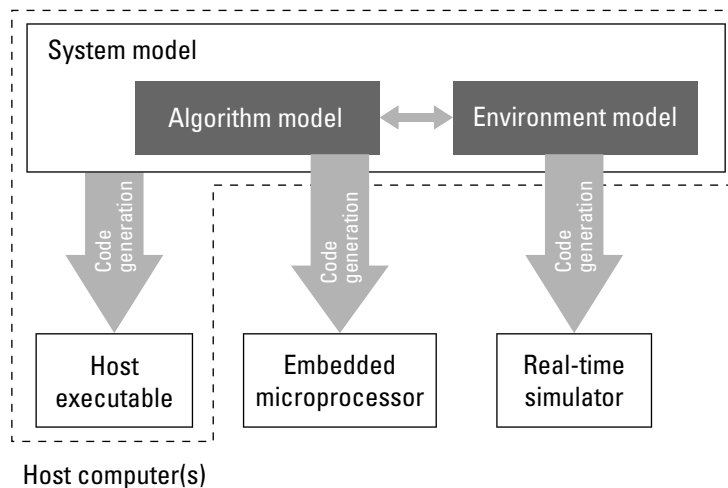 System model
Algorithm model
Environment model
Code
generation
Code
generation
Code
generation
Host
executable
Embedded
microprocessor
Real-time
simulator
Host computer(s)